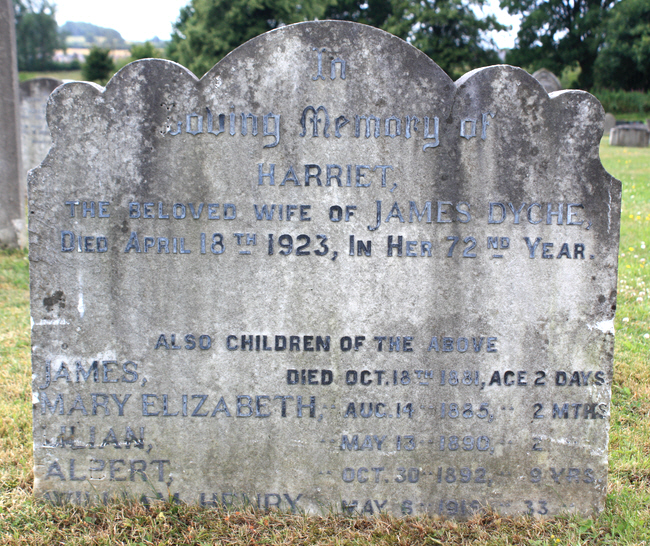 In
Loving Memory of
HARRIET,
THE BELOVED WIFE OF JAMES DYCHE,
DIED APRIL 18TH 1923, IN HER 72ND YEAR.
ALSO CHILDREN OF THE ABOVE
JAMES, DIED OCT. 18TH 1881, AGE 2 DAYS
MARY ELIZABETH, " AUG. 14 " 1885, " 2 MTHS
LILIAN, " MAY 13 " 1890, " 2 "
ALBERT, " OCT. 30 " 1892, " 9 YRS.
WILLIAM HENRY " MAY 6 " 1919 " 33